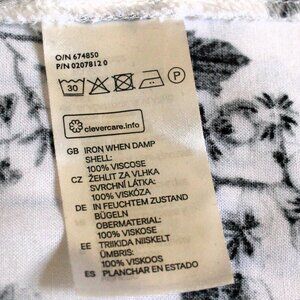 O/N 674850
P/N 0207812 0
30 P
clevercare.info
GB IRON WHEN DAMP
SHELL:
100% VISCOSE
CZ ŽEHLIT ZA VLHKA
SVRCHNÍ LÁTKA:
100% VISKÓZA
DE IN FEUCHTEM ZUSTAND
BÜGELN
OBERMATERIAL:
100% VISKOSE
EE TRIIKIDA NIISKELT
ÜMBRIS:
100% VISKOOS
ES PLANCHAR EN ESTADO